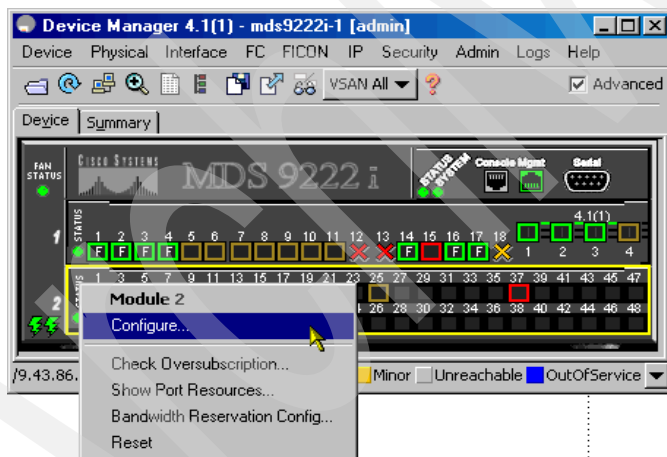 Device Manager 4.1(1) - mds9222i-1 [admin]
Device Physical Interface FC FICON IP Security Admin Logs Help
VSAN All Advanced
Device Summary
FAN STATUS
CISCO SYSTEMS
MDS 9222 i
STATUS
SYSTEM
Console Mgmt Serial
4.1(1)
1 STATUS 1 2 3 4 5 6 7 8 9 10 11 12 13 14 15 16 17 18
F F F F F F F 1 2 3 4
2 STATUS 1 3 5 7 9 11 13 15 17 19 21 23 25 27 29 31 33 35 37 39 41 43 45 47
26 28 30 32 34 36 38 40 42 44 46 48
Module 2
Configure...
Check Oversubscription...
Show Port Resources...
Bandwidth Reservation Config...
Reset
/9.43.86. Minor Unreachable OutOfService